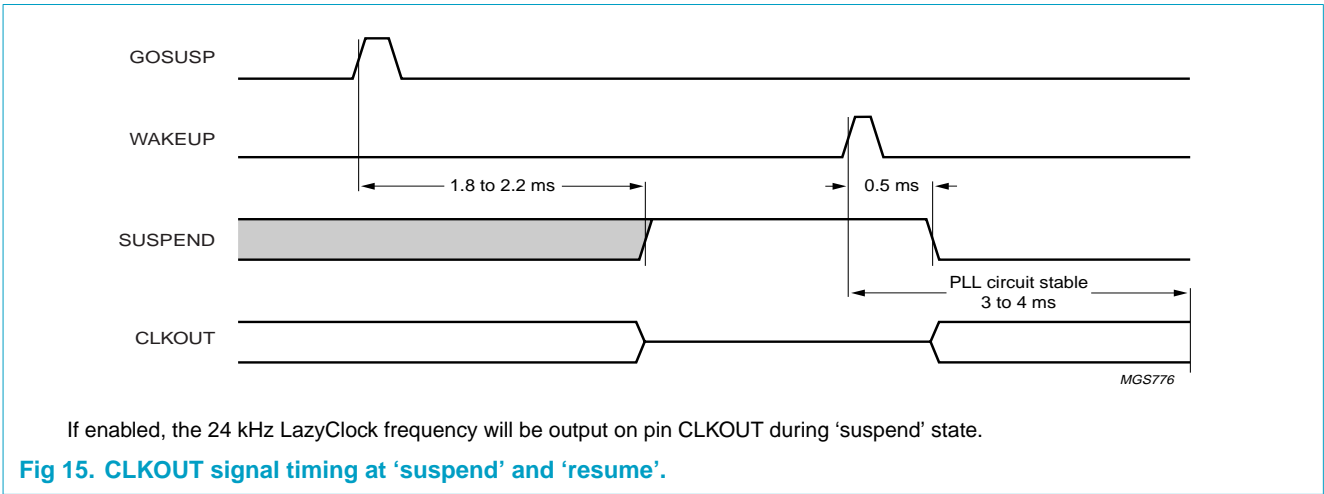 GOSUSP
WAKEUP
1.8 to 2.2 ms
0.5 ms
SUSPEND
PLL circuit stable
3 to 4 ms
CLKOUT
MGS776
If enabled, the 24 kHz LazyClock frequency will be output on pin CLKOUT during ‘suspend’ state.
Fig 15. CLKOUT signal timing at ‘suspend’ and ‘resume’.